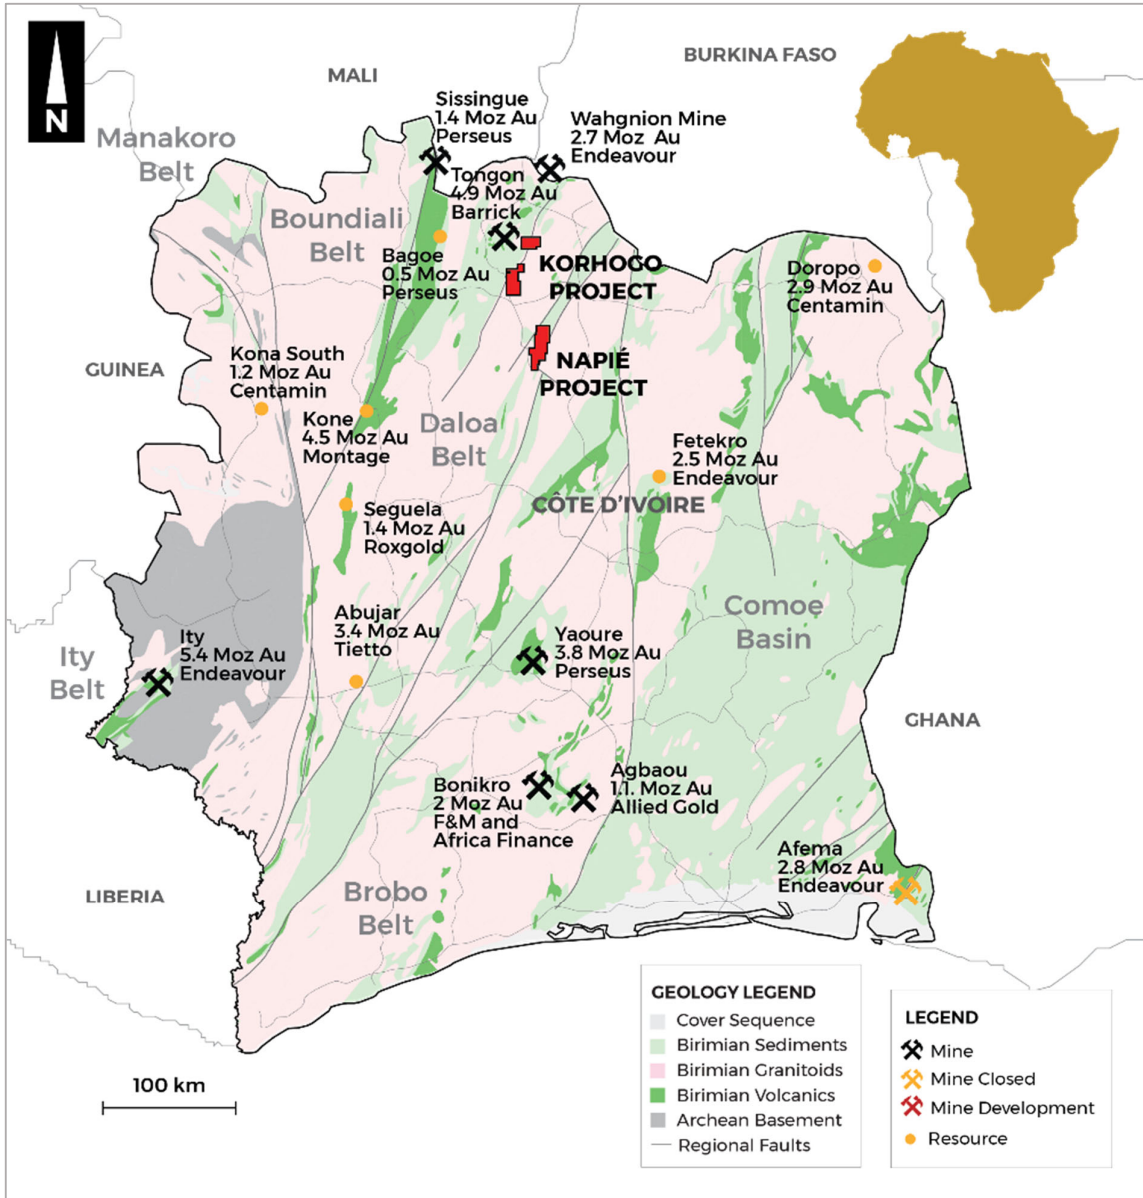 N
MALI
BURKINA FASO
Manakoro
Belt
Sissingue
1.4 Moz Au
Perseus
Wahgnion Mine
2.7 Moz Au
Endeavour
Tongon
4.9 Moz Au
Barrick
Boundiali
Belt
Bagoe
0.5 Moz Au
Perseus
KORHOGO
PROJECT
Doropo
2.9 Moz Au
Centamin
GUINEA
Kona South
1.2 Moz Au
Centamin
NAPIÉ
PROJECT
Kone
4.5 Moz Au
Montage
Daloa
Belt
Fetekro
2.5 Moz Au
Endeavour
CÔTE D'IVOIRE
Seguela
1.4 Moz Au
Roxgold
Comoe
Basin
Abujar
3.4 Moz Au
Tietto
Ity
Belt
Ity
5.4 Moz Au
Endeavour
Yaoure
3.8 Moz Au
Perseus
GHANA
Bonikro
2 Moz Au
F&M and
Africa Finance
Agbaou
1.1. Moz Au
Allied Gold
Afema
2.8 Moz Au
Endeavour
LIBERIA
Brobo
Belt
100 km
GEOLOGY LEGEND
Cover Sequence
Birimian Sediments
Birimian Granitoids
Birimian Volcanics
Archean Basement
Regional Faults
LEGEND
Mine
Mine Closed
Mine Development
Resource